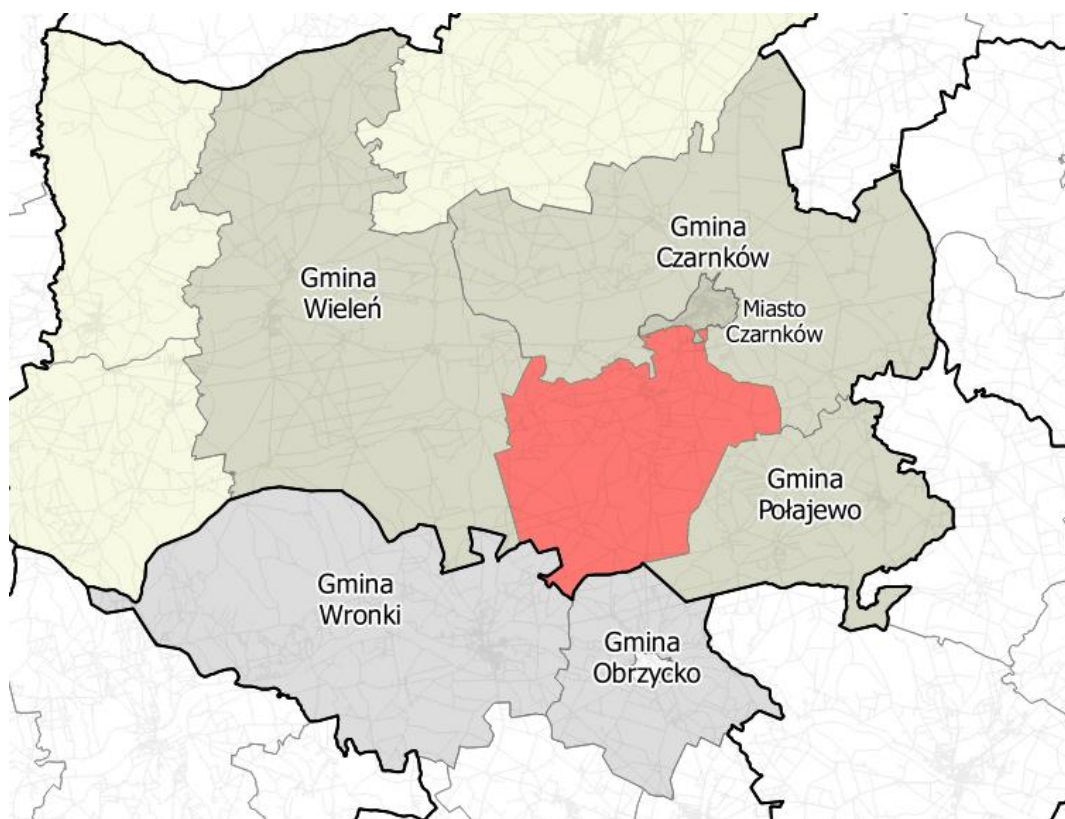 Gmina
Czarnków
Gmina
Wieleń
Miasto
Czarnków
Gmina
Połajewo
Gmina
Wronki
Gmina
Obrzycko